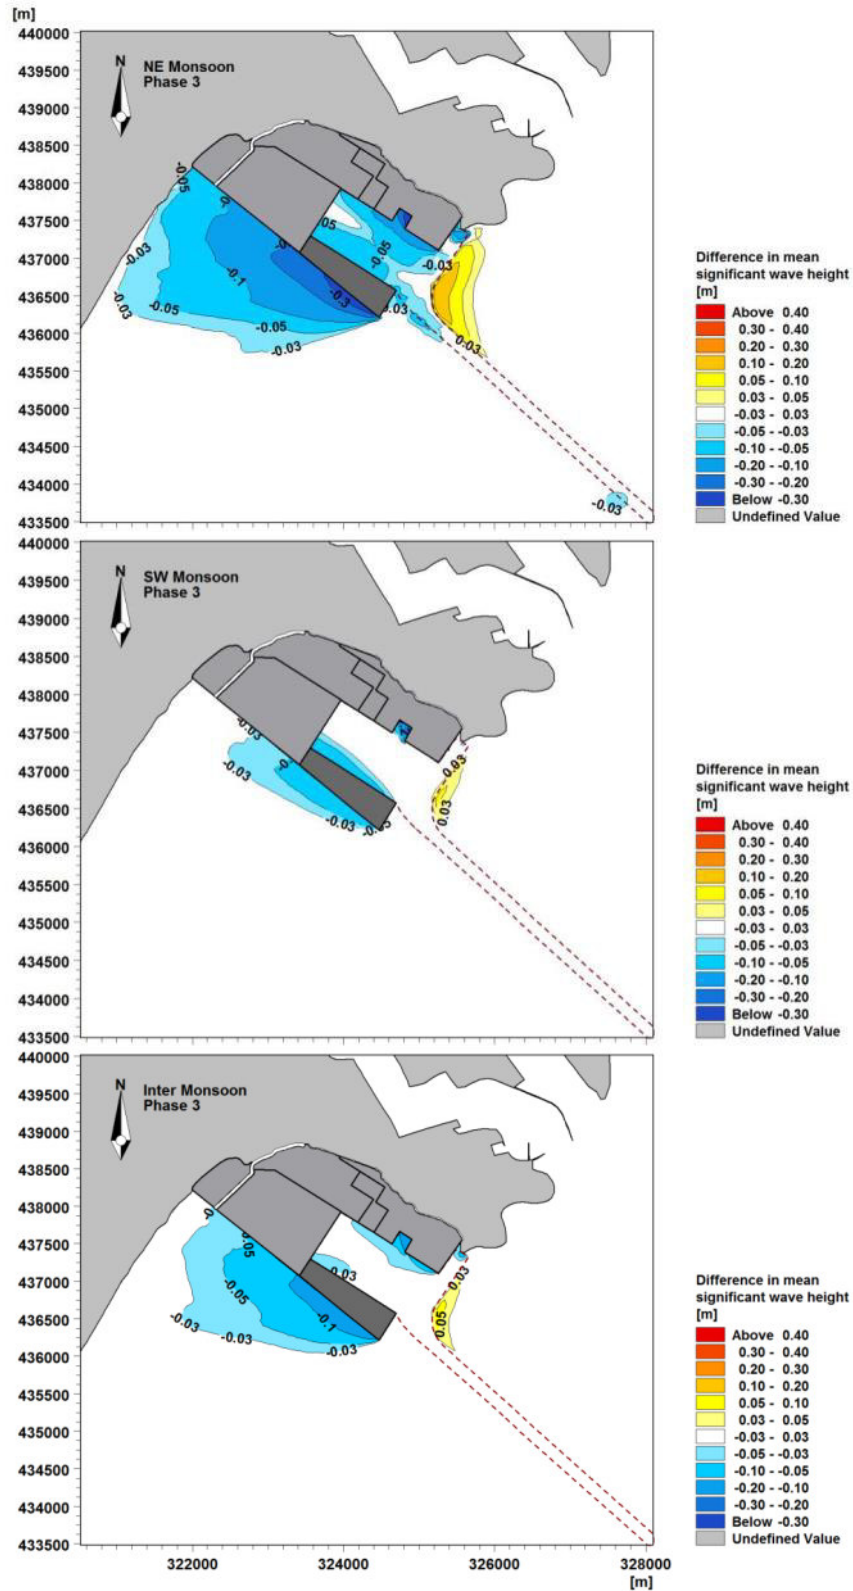 [m]
440000
439500
439000
438500
438000
437500
437000
436500
436000
435500
435000
434500
434000
433500
N
NE Monsoon
Phase 3
-0.05
-0.03
-0.03
-0.1
-0.05
-0.05
-0.03
-0.3
-0.05
-0.03
0.03
0.03
-0.03
Difference in mean
significant wave height
[m]
Above 0.40
0.30 - 0.40
0.20 - 0.30
0.10 - 0.20
0.05 - 0.10
0.03 - 0.05
-0.03 - 0.03
-0.05 - -0.03
-0.10 - -0.05
-0.20 - -0.10
-0.30 - -0.20
Below -0.30
Undefined Value
440000
439500
439000
438500
438000
437500
437000
436500
436000
435500
435000
434500
434000
433500
N
SW Monsoon
Phase 3
-0.03
-0.03
0.03
0.03
Difference in mean
significant wave height
[m]
Above 0.40
0.30 - 0.40
0.20 - 0.30
0.10 - 0.20
0.05 - 0.10
0.03 - 0.05
-0.03 - 0.03
-0.05 - -0.03
-0.10 - -0.05
-0.20 - -0.10
-0.30 - -0.20
Below -0.30
Undefined Value
440000
439500
439000
438500
438000
437500
437000
436500
436000
435500
435000
434500
434000
433500
N
Inter Monsoon
Phase 3
0.05
0.03
0.03
-0.05
-0.03
-0.03
-0.1
-0.03
0.05
Difference in mean
significant wave height
[m]
Above 0.40
0.30 - 0.40
0.20 - 0.30
0.10 - 0.20
0.05 - 0.10
0.03 - 0.05
-0.03 - 0.03
-0.05 - -0.03
-0.10 - -0.05
-0.20 - -0.10
-0.30 - -0.20
Below -0.30
Undefined Value
322000
324000
326000
328000
[m]